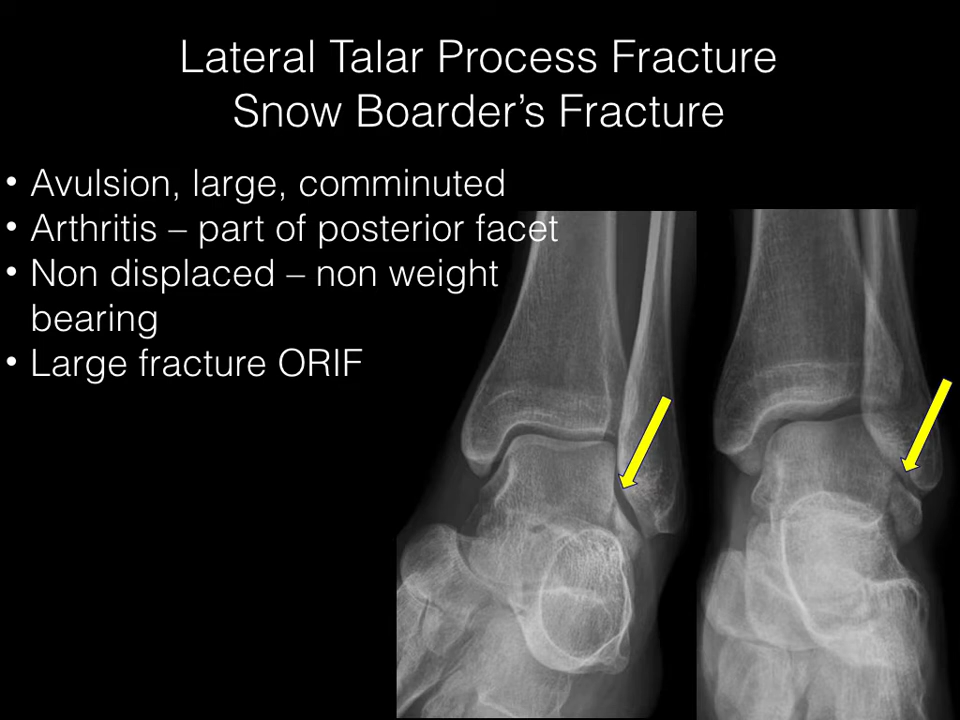 Lateral Talar Process Fracture
Snow Boarder’s Fracture
• Avulsion, large, comminuted
• Arthritis – part of posterior facet
• Non displaced – non weight
bearing
• Large fracture ORIF